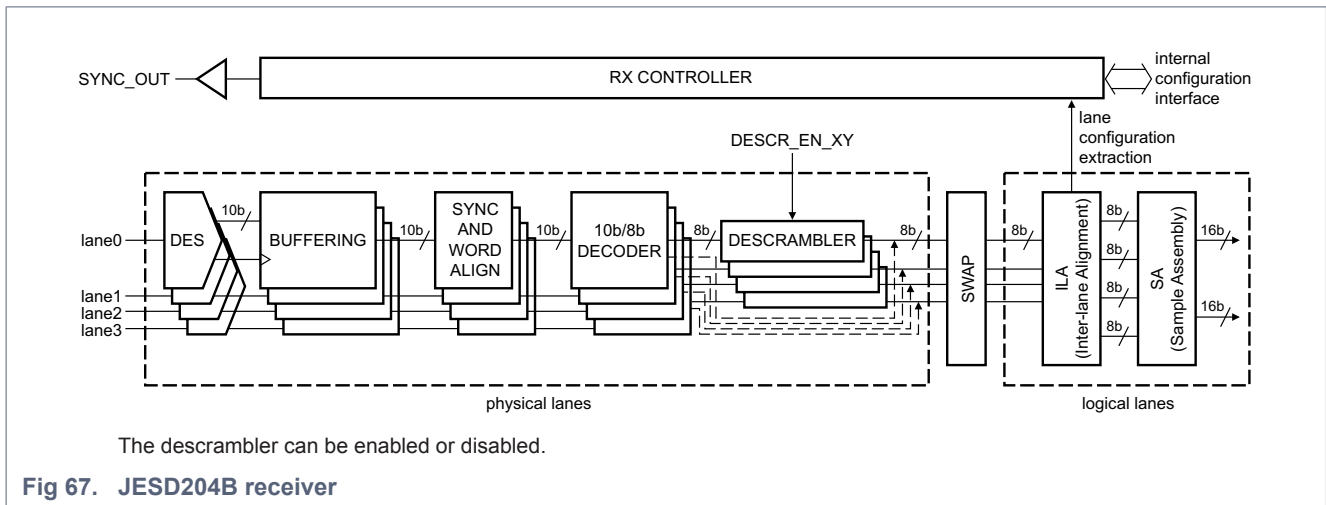 SYNC_OUT
RX CONTROLLER
internal
configuration
interface
lane
configuration
extraction
DESCR_EN_XY
lane0
lane1
lane2
lane3
DES
10b
BUFFERING
10b
SYNC
AND
WORD
ALIGN
10b
10b/8b
DECODER
8b
DESCRAMBLER
8b
SWAP
8b
ILA
(Inter-lane Alignment)
8b
8b
8b
8b
SA
(Sample Assembly)
16b
16b
physical lanes
logical lanes
The descrambler can be enabled or disabled.
Fig 67. JESD204B receiver